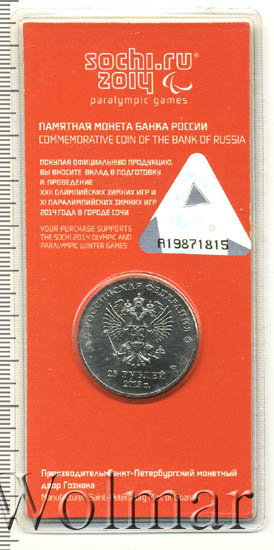 sochi.ru
2014
paralympic games
ПАМЯТНАЯ МОНЕТА БАНКА РОССИИ
COMMEMORATIVE COIN OF THE BANK OF RUSSIA
ПОКУПАЯ ОФИЦИАЛЬНУЮ ПРОДУКЦИЮ,
ВЫ ВНОСИТЕ ВКЛАД В ПОДГОТОВКУ
И ПРОВЕДЕНИЕ
XXII ОЛИМПИЙСКИХ ЗИМНИХ ИГР И
XI ПАРАЛИМПИЙСКИХ ЗИМНИХ ИГР
2014 ГОДА В ГОРОДЕ СОЧИ
YOUR PURCHASE SUPPORTS
THE SOCHI 2014 OLYMPIC AND
PARALYMPIC WINTER GAMES
A19871815
РОССИЙСКАЯ ФЕДЕРАЦИЯ
25 РУБЛЕЙ
2013 г.
Производитель: Санкт-Петербургский монетный
двор Гознака
Manufacturer: Saint-Petersburg Mint of Goznak
Wolmar